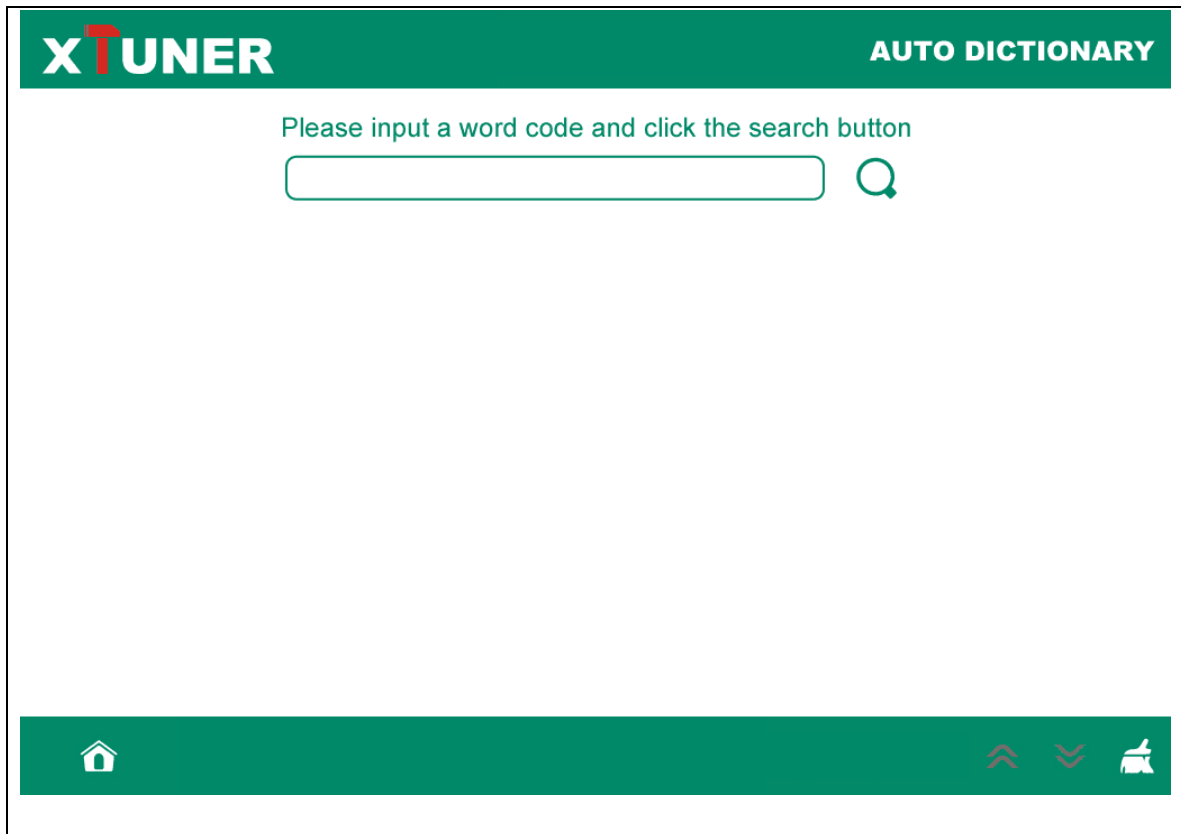 XTUNER
AUTO DICTIONARY
Please input a word code and click the search button